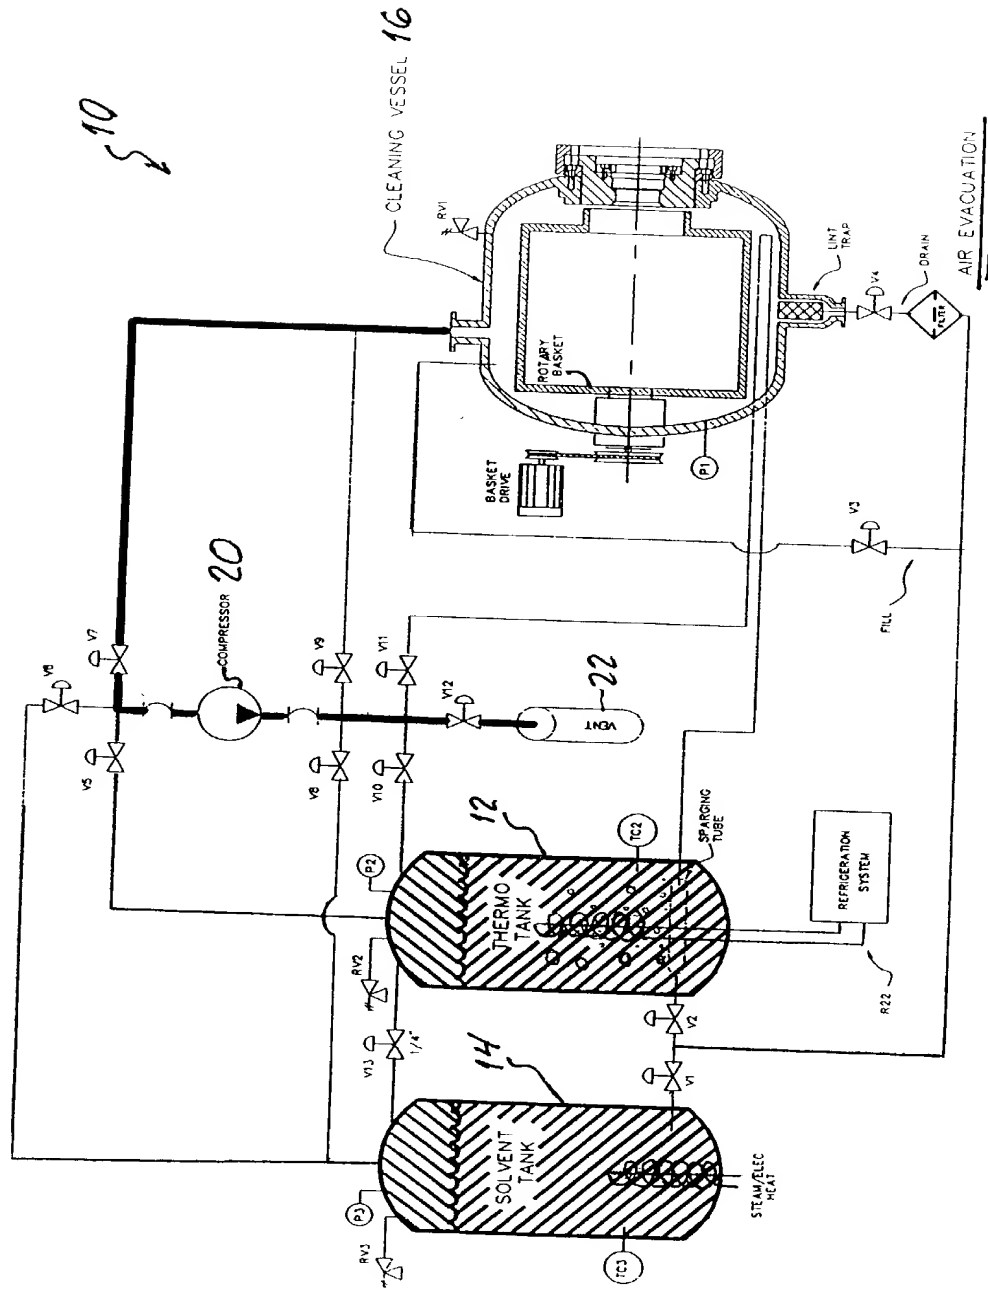 10
CLEANING VESSEL 16
RV1
ROTARY
BASKET
BASKET
DRIVE
P1
LINT
TRAP
V4
DRAIN
FILTER
AIR EVACUATION
V3
FILL
V6
V7
V5
COMPRESSOR 20
V9
V11
V8
V10
V12
VENT
22
12
P2
RV2
THERMO
TANK
TC2
SPARGING
TUBE
REFRIGERATION
SYSTEM
R22
V13
1/4"
V2
V1
14
SOLVENT
TANK
P3
RV3
TC3
STEAM/ELEC
HEAT